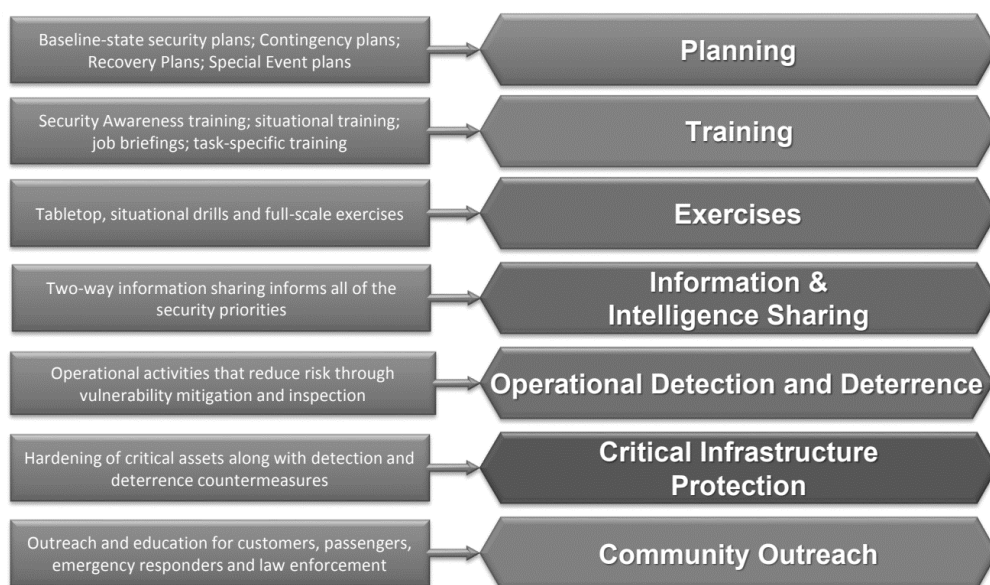 Baseline-state security plans; Contingency plans;
Recovery Plans; Special Event plans
Planning
Security Awareness training; situational training;
job briefings; task-specific training
Training
Tabletop, situational drills and full-scale exercises
Exercises
Two-way information sharing informs all of the
security priorities
Information &
Intelligence Sharing
Operational activities that reduce risk through
vulnerability mitigation and inspection
Operational Detection and Deterrence
Hardening of critical assets along with detection and
deterrence countermeasures
Critical Infrastructure
Protection
Outreach and education for customers, passengers,
emergency responders and law enforcement
Community Outreach